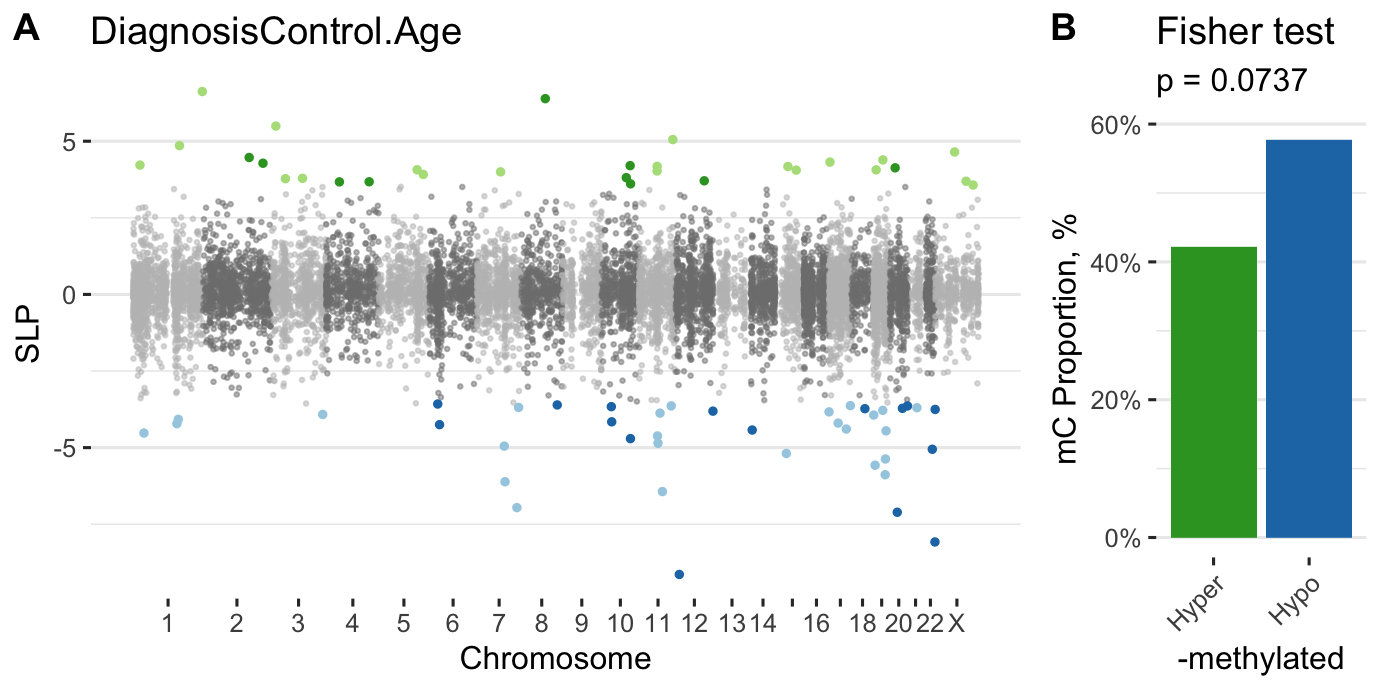 A DiagnosisControl.Age
SLP
5
0
-5
1 2 3 4 5 6 7 8 9 10 11 12 13 14 16 18 20 22 X
Chromosome
B Fisher test
p = 0.0737
mC Proportion, %
60%
40%
20%
0%
Hyper Hypo
-methylated